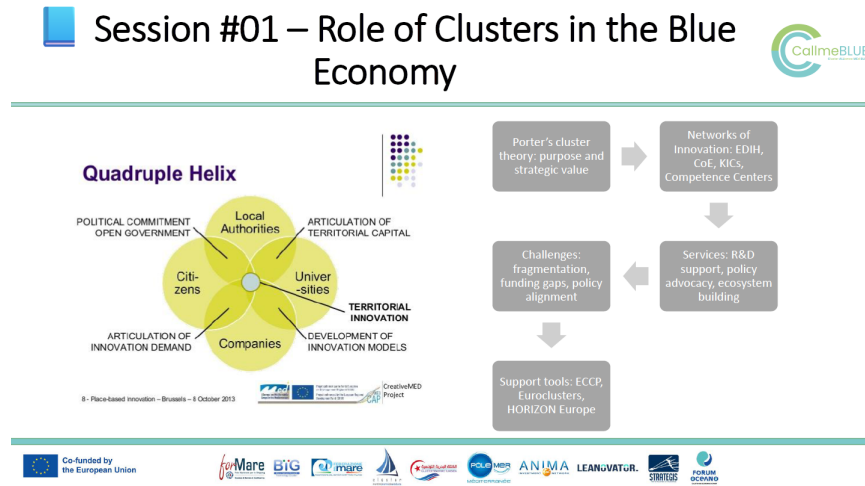 Session #01 – Role of Clusters in the Blue
Economy
CallmeBLUE
Quadruple Helix
POLITICAL COMMITMENT
OPEN GOVERNMENT
Local
Authorities
ARTICULATION OF
TERRITORIAL CAPITAL
Citi-
zens
Univer
-sities
TERRITORIAL
INNOVATION
ARTICULATION OF
INNOVATION DEMAND
Companies
DEVELOPMENT OF
INNOVATION MODELS
8 - Place-based Innovation – Brussels – 8 October 2013
Med
CreativeMED
Project
Porter's cluster
theory: purpose and
strategic value
Networks of
Innovation: EDIH,
CoE, KICs,
Competence Centers
Services: R&D
support, policy
advocacy, ecosystem
building
Challenges:
fragmentation,
funding gaps, policy
alignment
Support tools: ECCP,
Euroclusters,
HORIZON Europe
Co-funded by
the European Union
forMare
BIG
mare
cluster
POLE MER
MÉDITERRANÉE
ANIMA
LEANOVATOR.
STRATEGIS
FORUM
OCEANO